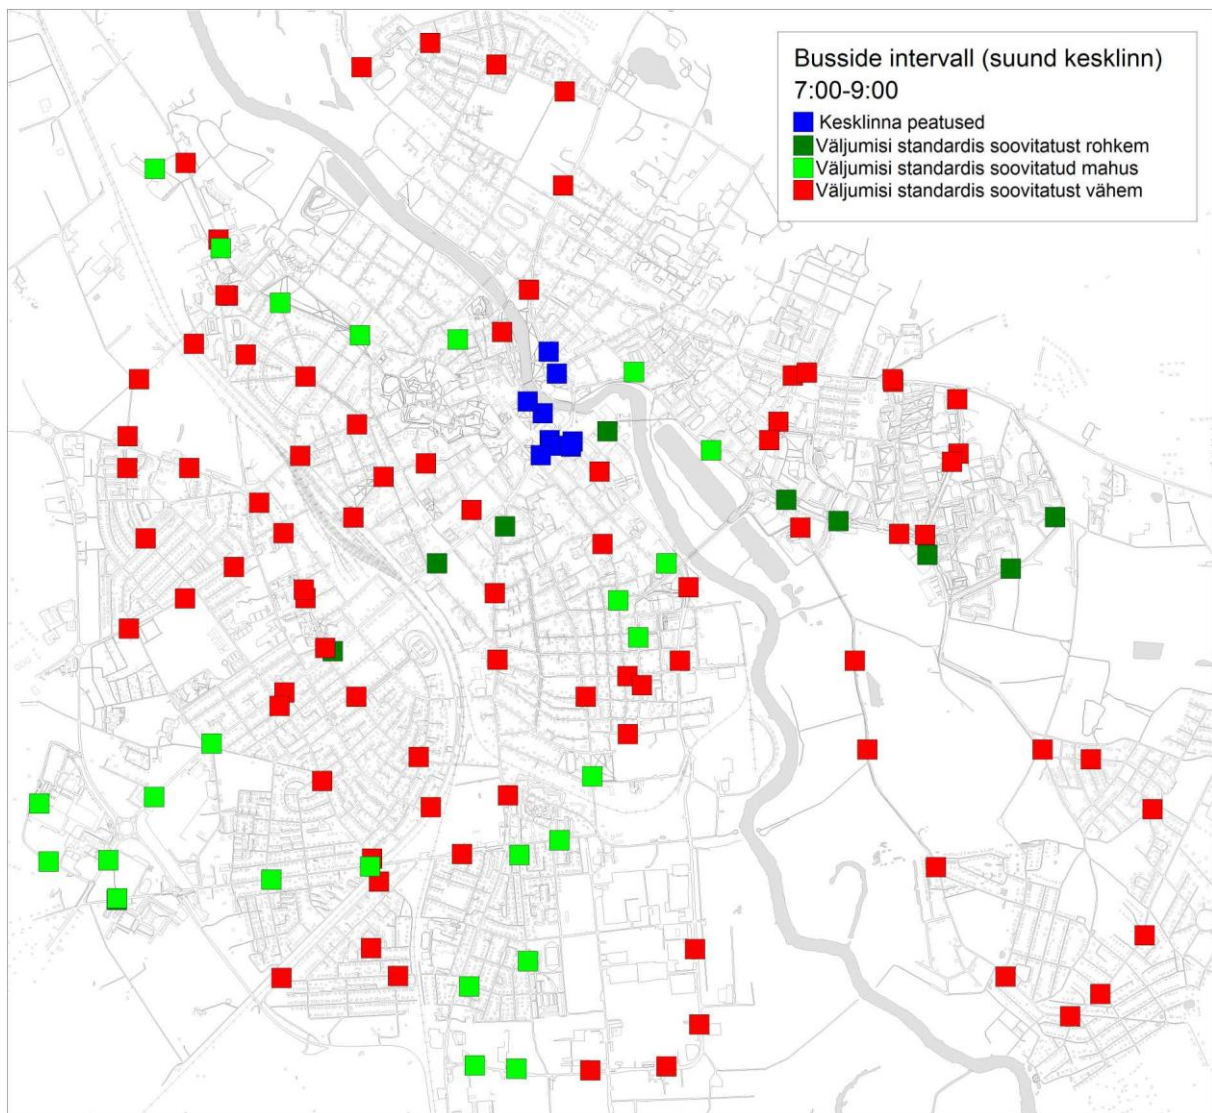 Busside intervall (suund kesklinn)
7:00-9:00
Kesklinna peatused
Väljumisi standardis soovitatust rohkem
Väljumisi standardis soovitatud mahus
Väljumisi standardis soovitatust vähem